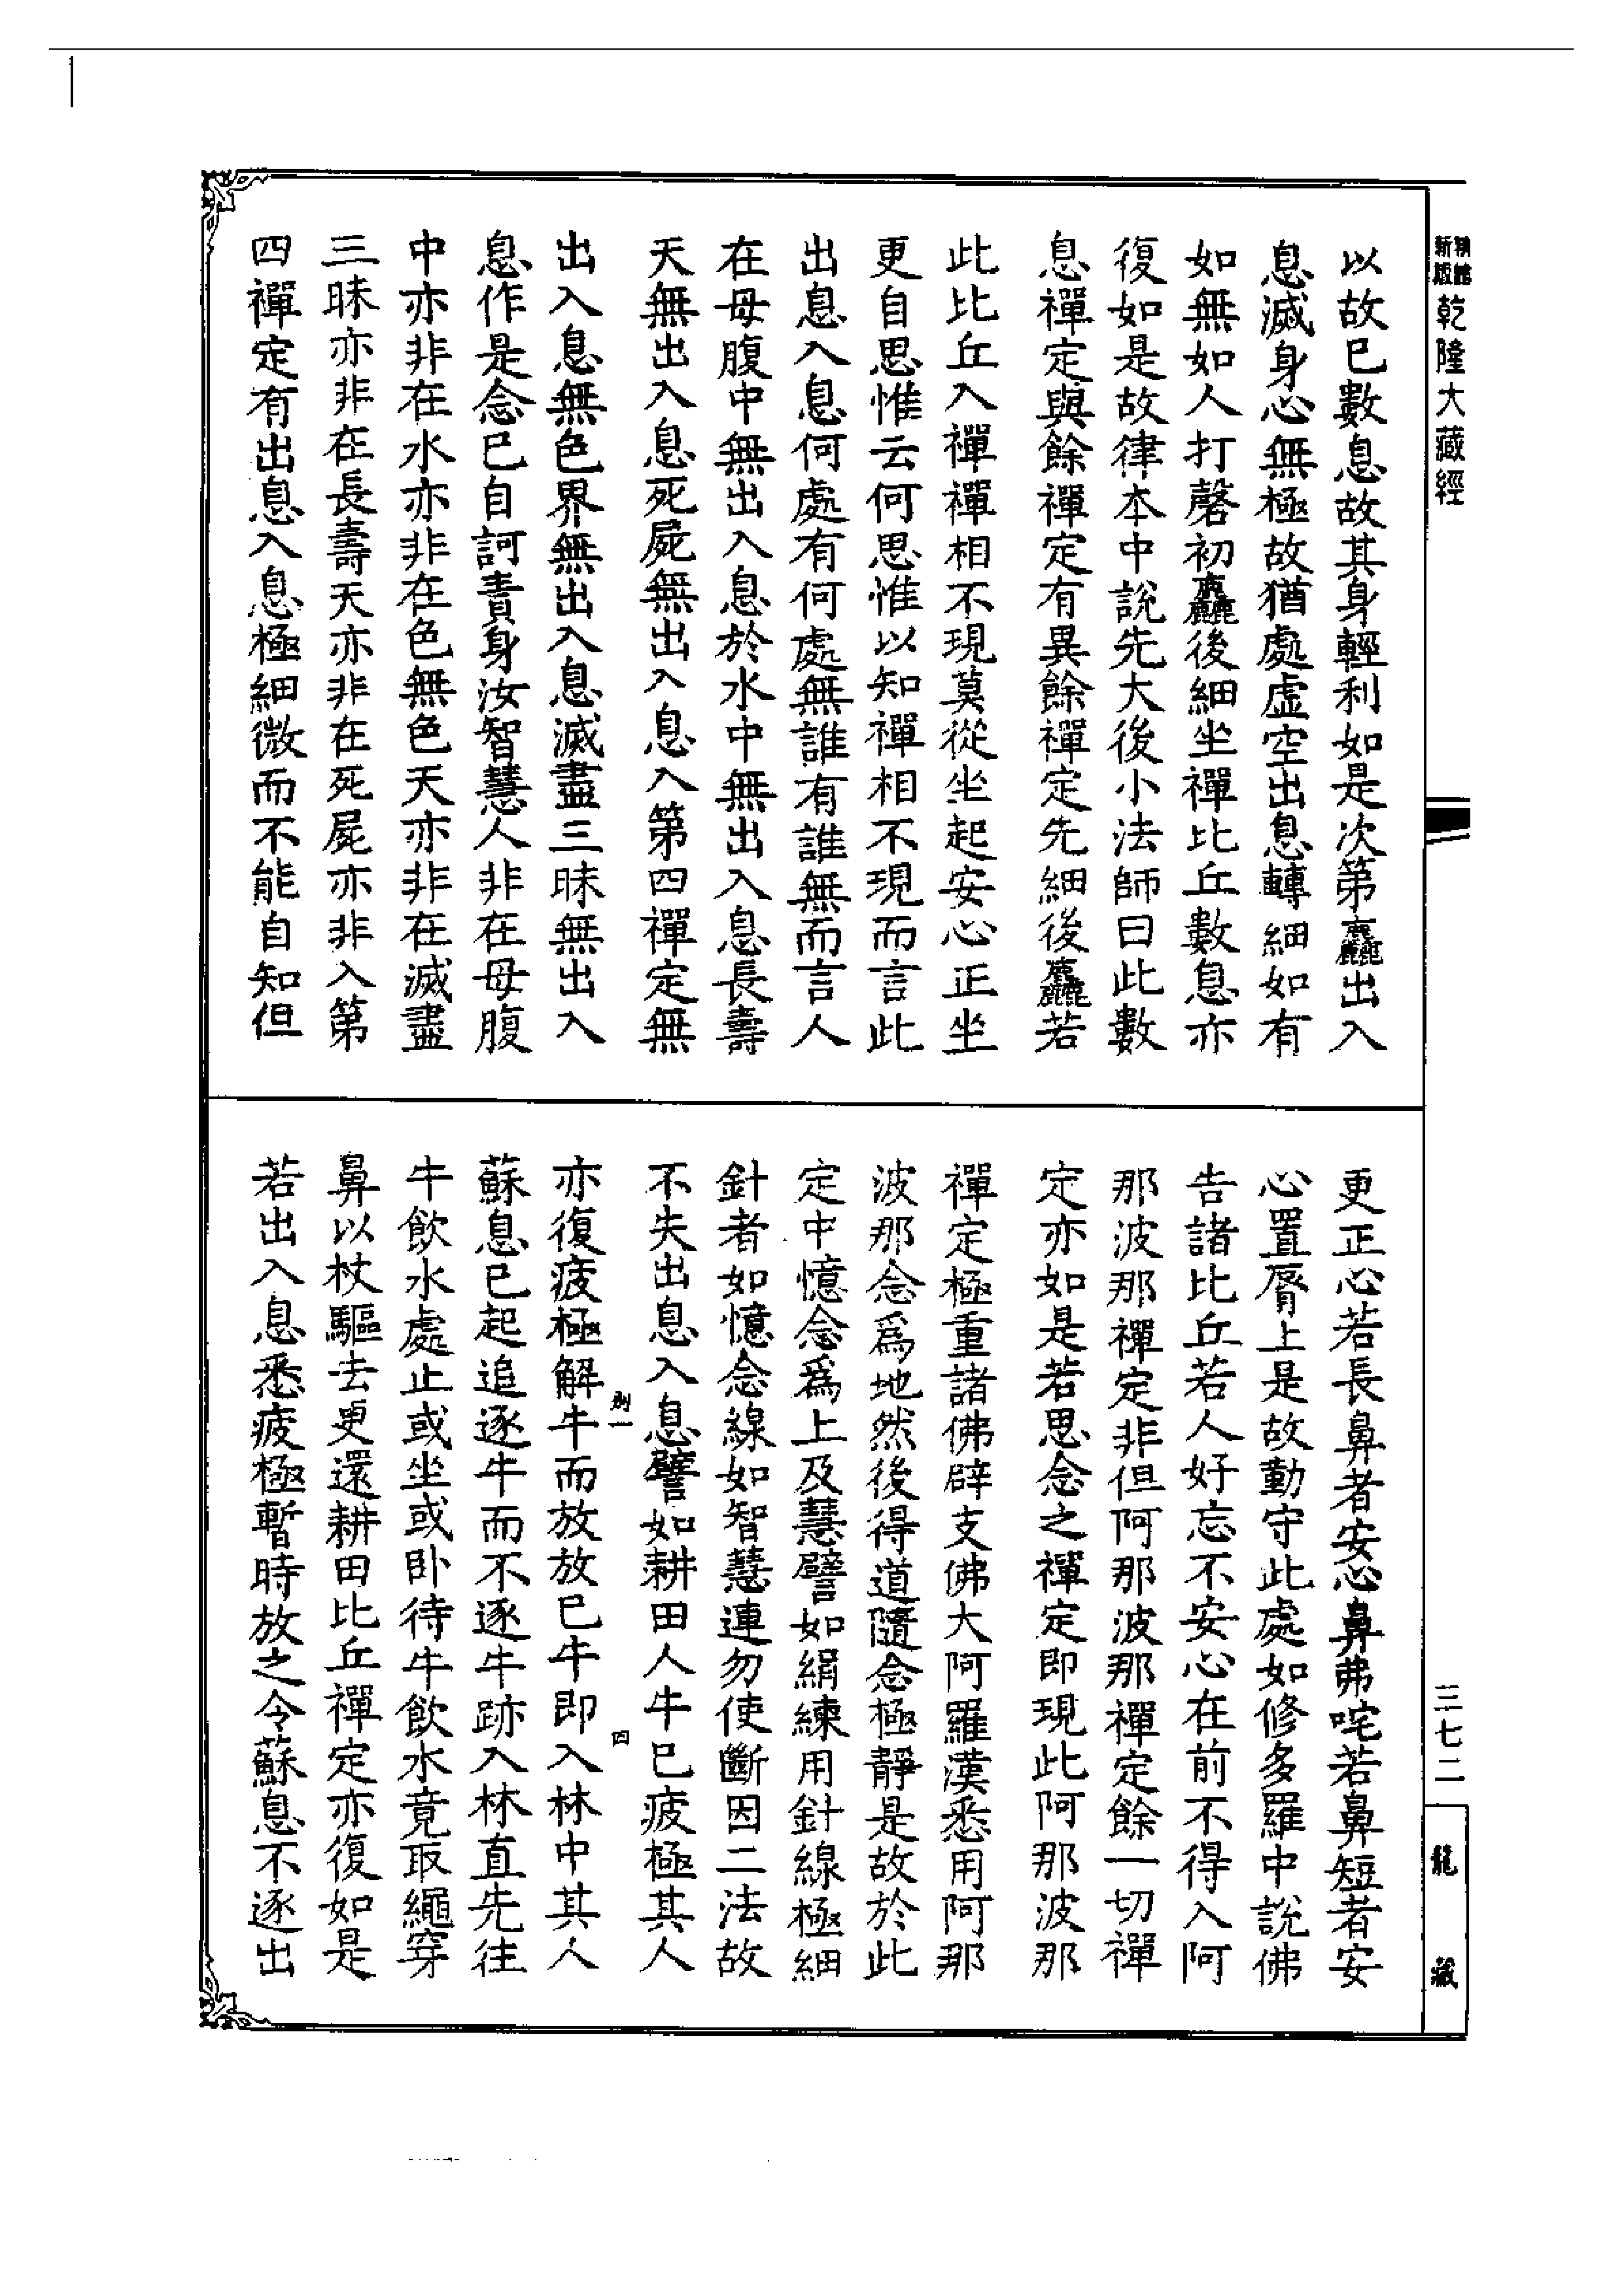 精縮新版乾隆大藏經
以故已數息故其身輕利如是次第麤出入
息滅身心無極故猶處虛空出息轉細如有
如無如人打磬初麤後細坐禪比丘數息亦
復如是故律本中說先大後小法師曰此數
息禪定與餘禪定有異餘禪定先細後麤若
此比丘入禪禪相不現莫從坐起安心正坐
更自思惟云何思惟以知禪相不現而言此
出息入息何處有何處無誰有誰無而言人
在母腹中無出入息於水中無出入息長壽
天無出入息死屍無出入息入第四禪定無
出入息無色界無出入息滅盡三昧無出入
息作是念已自訶責身汝智慧人非在母腹
中亦非在水亦非在色無色天亦非在滅盡
三昧亦非在長壽天亦非在死屍亦非入第
四禪定有出息入息極細微而不能自知但
更正心若長鼻者安心鼻弗咤若鼻短者安
心置脣上是故勤守此處如修多羅中說佛
告諸比丘若人好忘不安心在前不得入阿
那波那禪定非但阿那波那禪定餘一切禪
定亦如是若思念之禪定即現此阿那波那
禪定極重諸佛辟支佛大阿羅漢悉用阿那
波那念爲地然後得道隨念極靜是故於此
定中憶念爲上及慧譬如絹練用針線極細
針者如憶念線如智慧連勿使斷因二法故
不失出息入息譬如耕田人牛已疲極其人
別一 四
亦復疲極解牛而放放已牛即入林中其人
蘇息已起追逐牛而不逐牛跡入林直先往
牛飲水處止或坐或臥待牛飲水竟取繩穿
鼻以杖驅去更還耕田比丘禪定亦復如是
若出入息悉疲極暫時放之令蘇息不逐出
三七二
龍藏